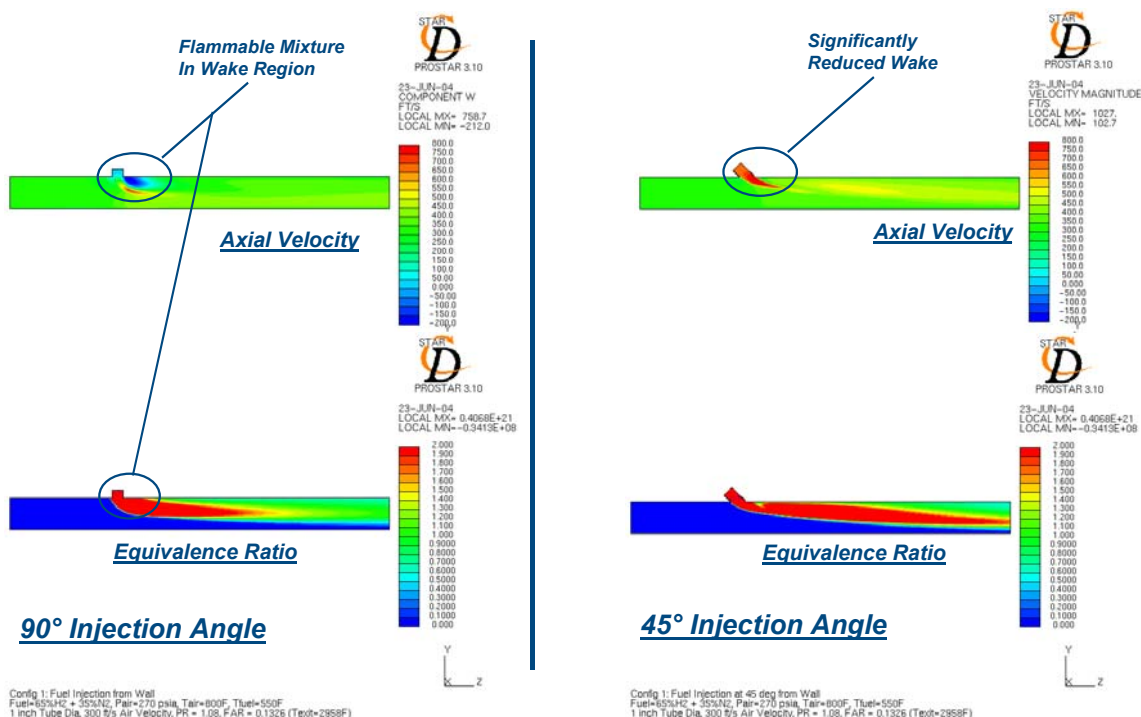 Flammable Mixture
In Wake Region
STAR
CD
PROSTAR 3.10
23-JUN-04
COMPONENT W
FT/S
LOCAL MX= 758.7
LOCAL MN= -212.0
800.0
750.0
700.0
650.0
600.0
550.0
500.0
450.0
400.0
350.0
300.0
250.0
200.0
150.0
100.0
50.00
0.000
-50.00
-100.0
-150.0
-200.0
Y
Axial Velocity
STAR
CD
PROSTAR 3.10
23-JUN-04
LOCAL MX= 0.4068E+21
LOCAL MN=-0.3413E+08
2.000
1.900
1.800
1.700
1.600
1.500
1.400
1.300
1.200
1.100
1.000
0.9000
0.8000
0.7000
0.6000
0.5000
0.4000
0.3000
0.2000
0.1000
0.000
Equivalence Ratio
90° Injection Angle
Y
X
Z
Config 1: Fuel Injection from Wall
Fuel=65%H2 + 35%N2, Pair=270 psia, Tair=800F, Tfuel=550F
1 inch Tube Dia, 300 ft/s Air Velocity, PR = 1.08, FAR = 0.1326 (Texit=2958F)
Significantly
Reduced Wake
STAR
CD
PROSTAR 3.10
23-JUN-04
VELOCITY MAGNITUDE
FT/S
LOCAL MX= 1027.
LOCAL MN= 102.7
800.0
750.0
700.0
650.0
600.0
550.0
500.0
450.0
400.0
350.0
300.0
250.0
200.0
150.0
100.0
50.00
0.000
-50.00
-100.0
-150.0
-200.0
Y
Axial Velocity
STAR
CD
PROSTAR 3.10
23-JUN-04
LOCAL MX= 0.4068E+21
LOCAL MN=-0.3413E+08
2.000
1.900
1.800
1.700
1.600
1.500
1.400
1.300
1.200
1.100
1.000
0.9000
0.8000
0.7000
0.6000
0.5000
0.4000
0.3000
0.2000
0.1000
0.000
Equivalence Ratio
45° Injection Angle
Y
X
Z
Config 1: Fuel Injection at 45 deg from Wall
Fuel=65%H2 + 35%N2, Pair=270 psia, Tair=800F, Tfuel=550F
1 inch Tube Dia, 300 ft/s Air Velocity, PR = 1.08, FAR = 0.1326 (Texit=2958F)